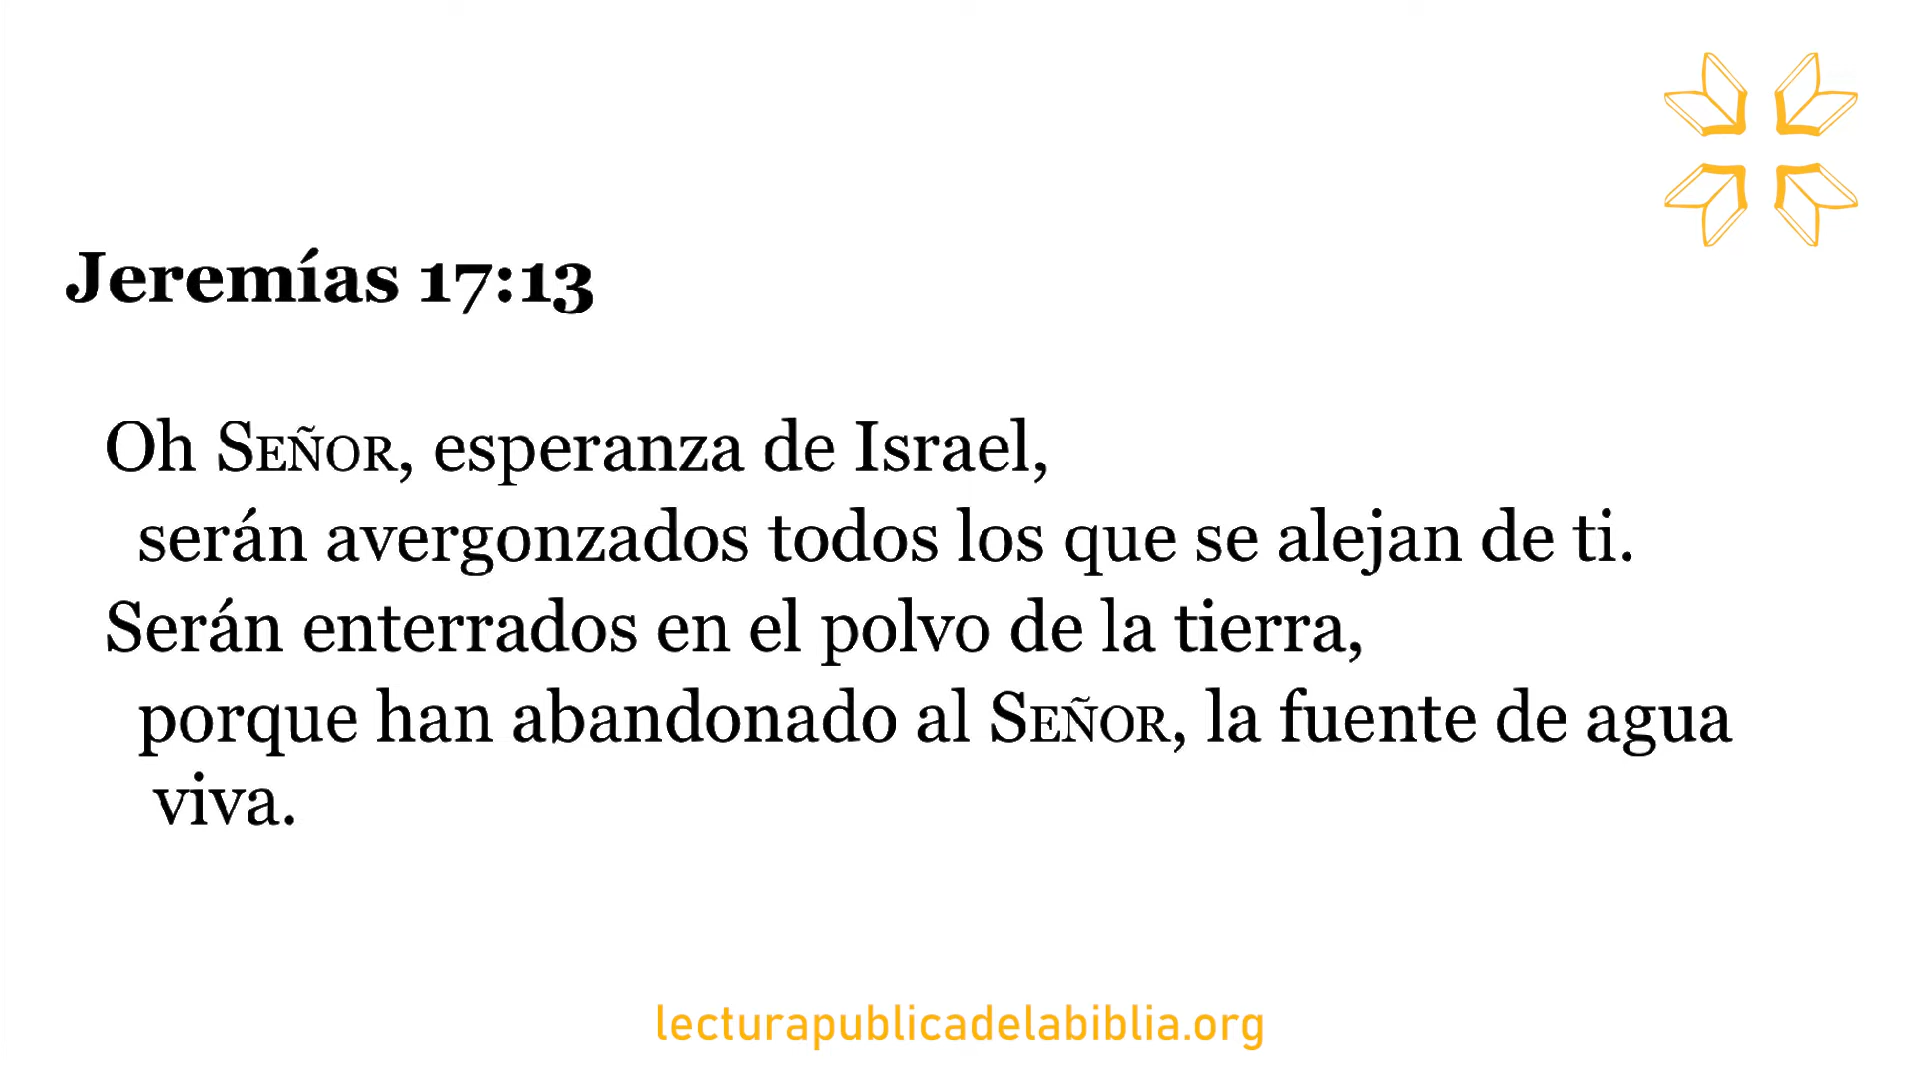 Jeremías 17:13
Oh SEÑOR, esperanza de Israel,
serán avergonzados todos los que se alejan de ti.
Serán enterrados en el polvo de la tierra,
porque han abandonado al SEÑOR, la fuente de agua
viva.
lecturapublicadelabiblia.org